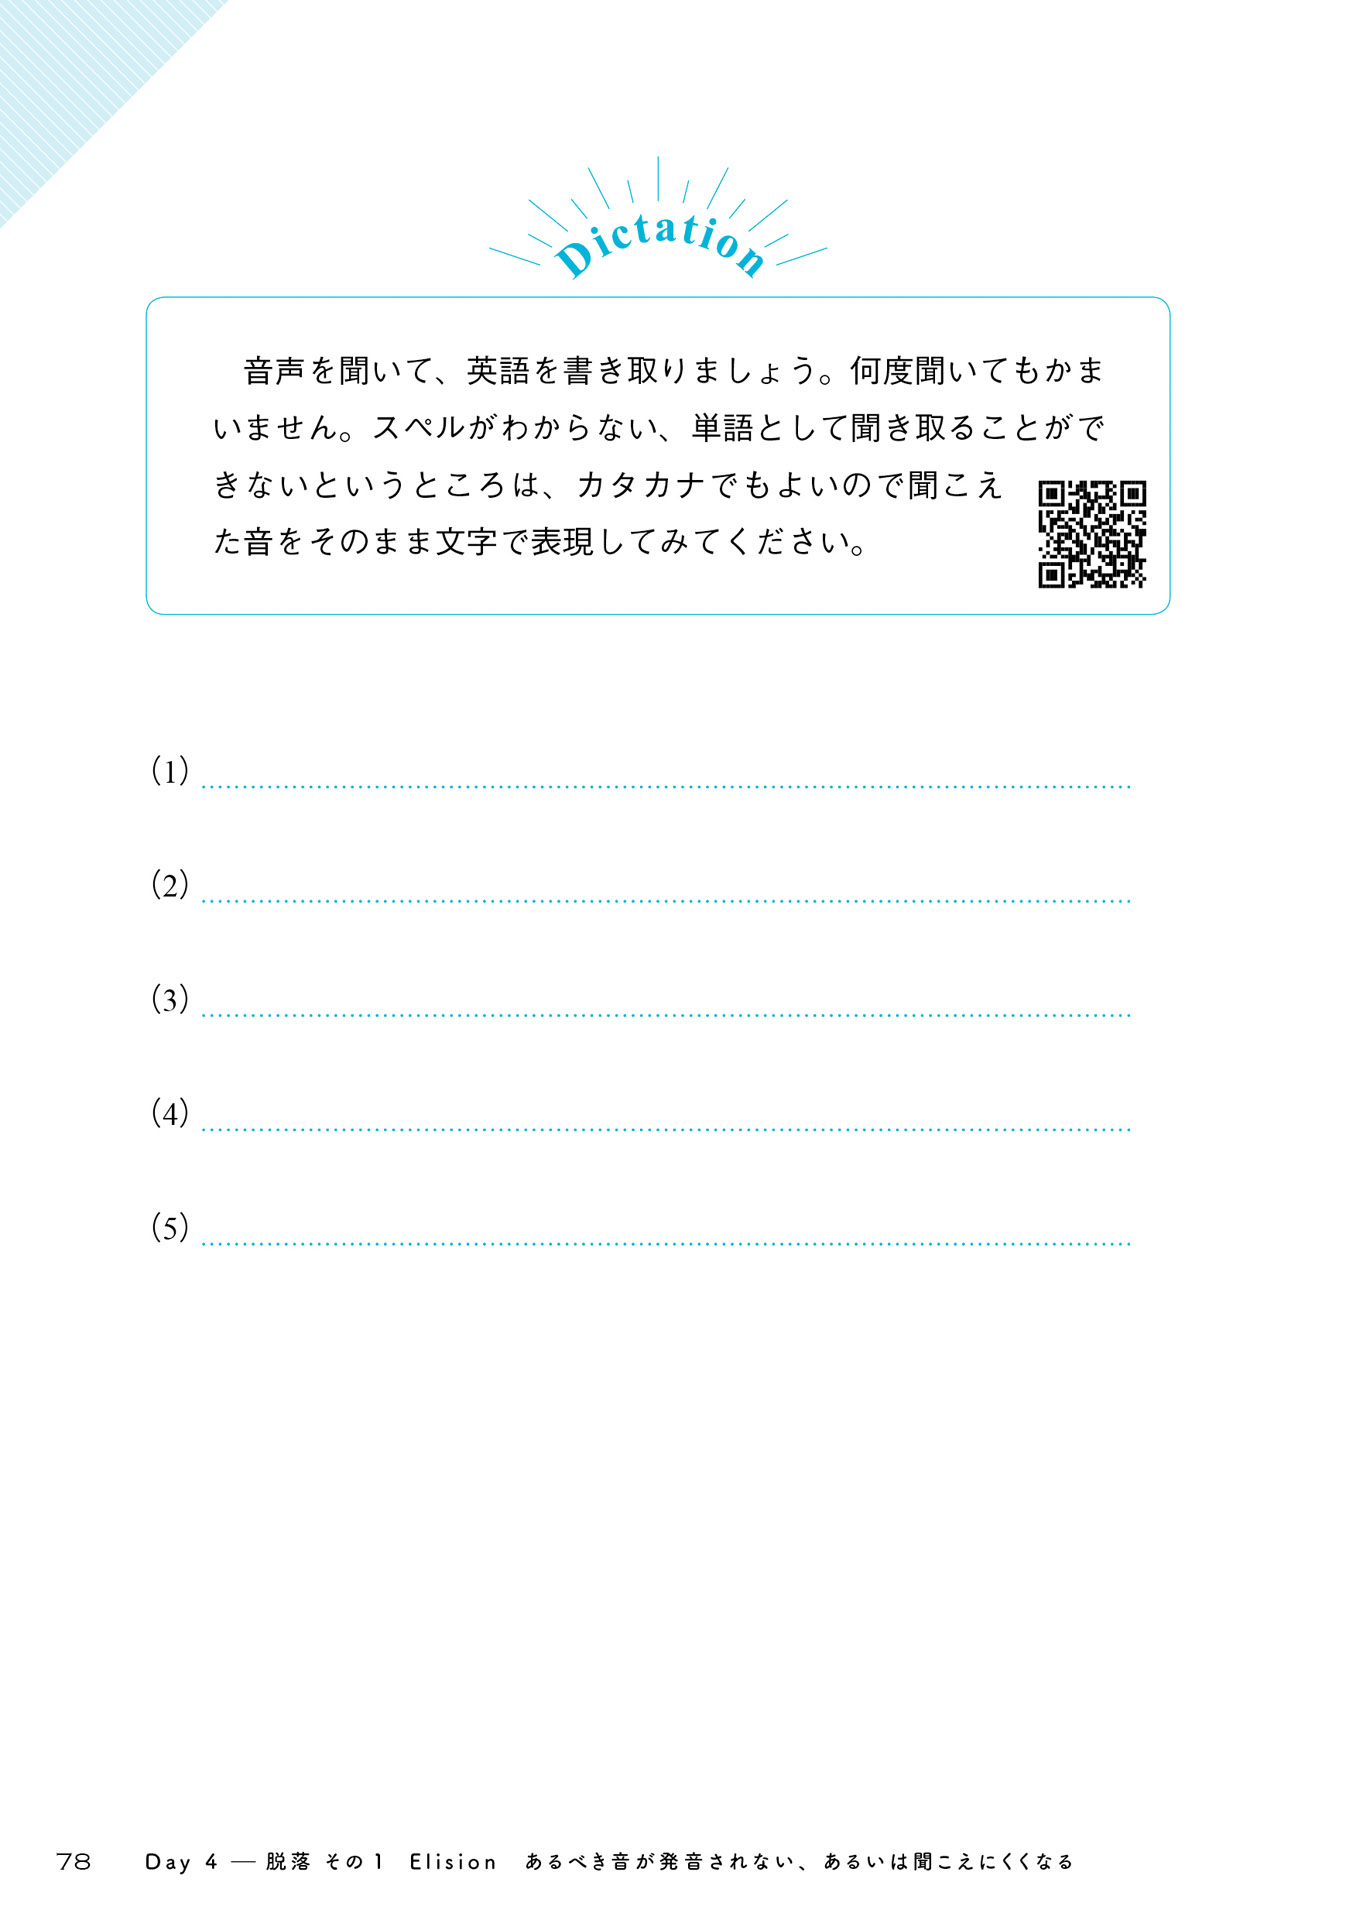 Dictation
音声を聞いて、英語を書き取りましょう。何度聞いてもかま
いません。スペルがわからない、単語として聞き取ることがで
きないというところは、カタカナでもよいので聞こえ
た音をそのまま文字で表現してみてください。
(1)
(2)
(3)
(4)
(5)
78 Day 4 — 脱落 その1 Elision あるべき音が発音されない、あるいは聞こえにくくなる